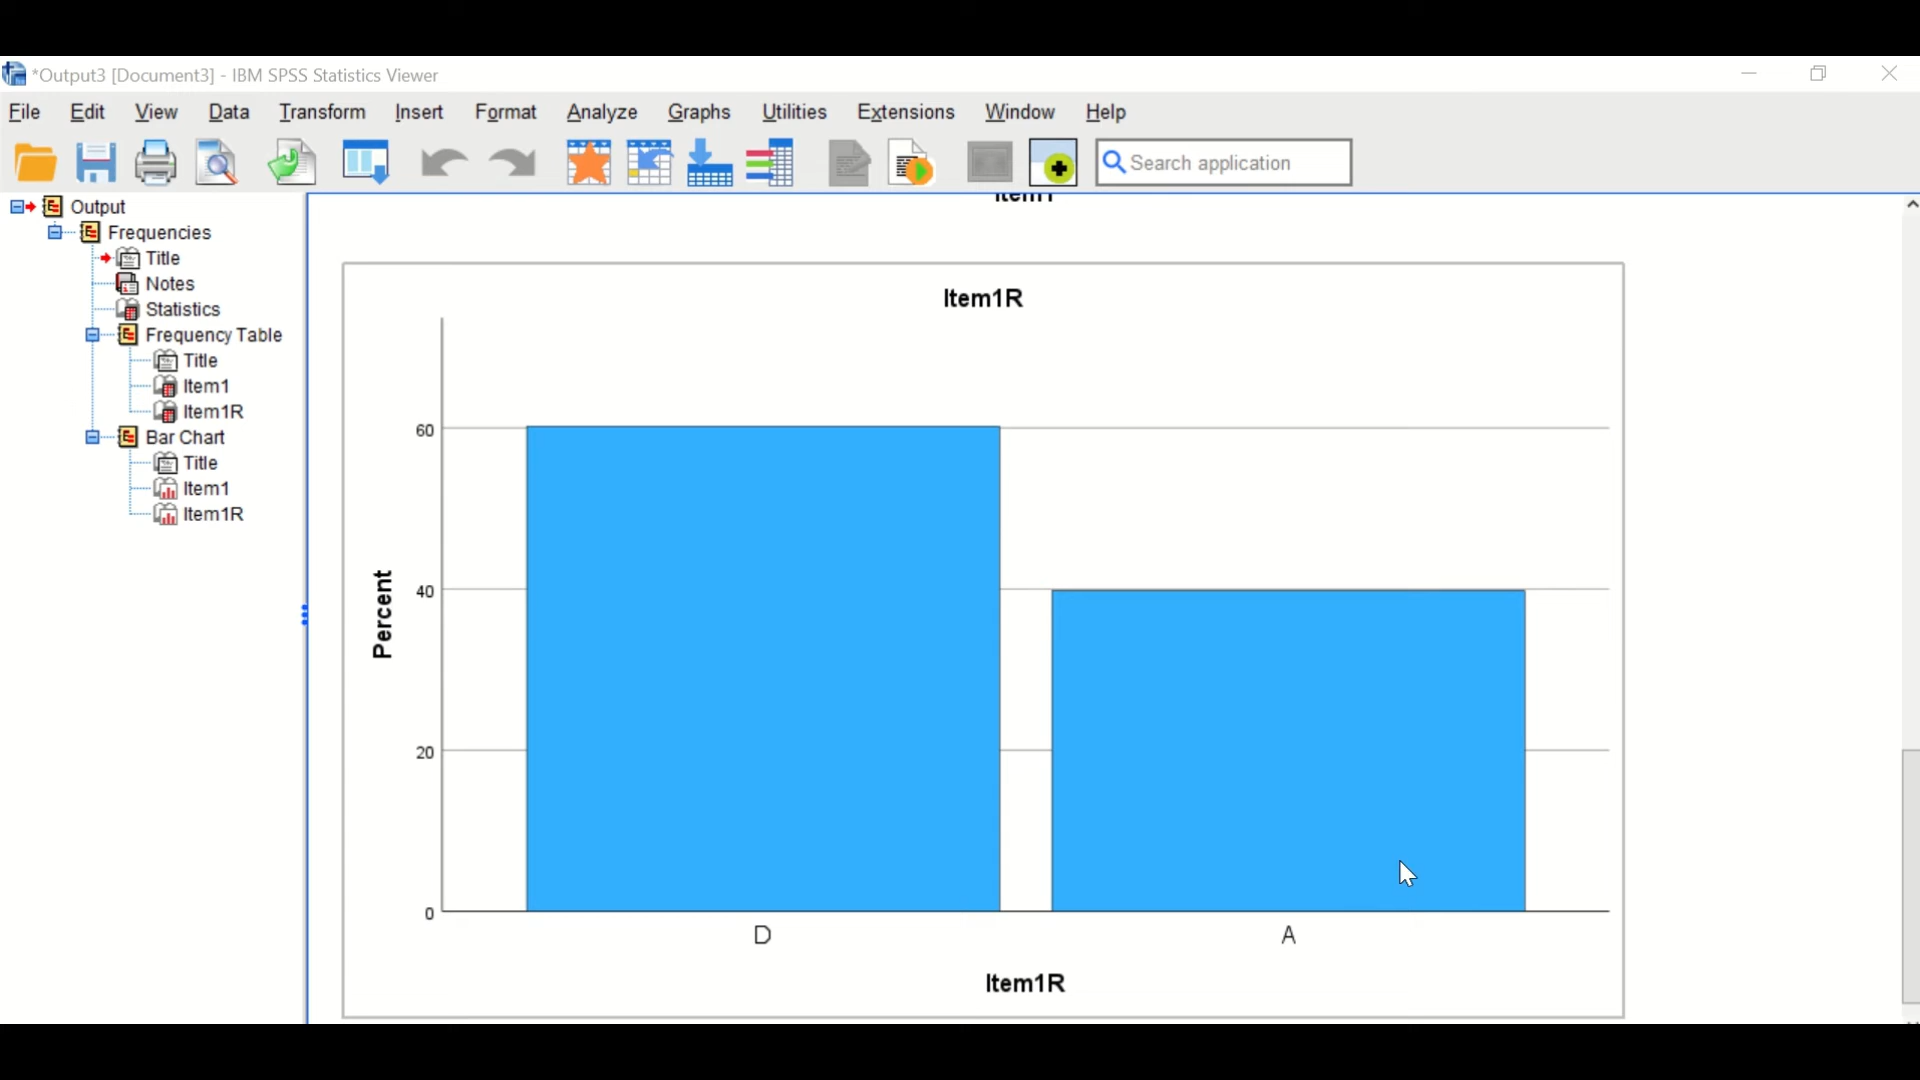 *Output3 [Document3] - IBM SPSS Statistics Viewer
File Edit View Data Transform Insert Format Analyze Graphs Utilities Extensions Window Help
Search application
Output
Frequencies
Title
Notes
Statistics
Frequency Table
Title
Item1
Item1R
Bar Chart
Title
Item1
Item1R
Item1
Item1R
Percent
60
40
20
0
D A
Item1R